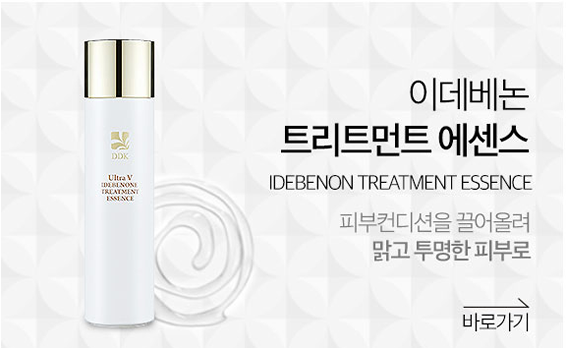 DDK
Ultra V
IDEBENONE
TREATMENT
ESSENCE
이데베논
트리트먼트 에센스
IDEBENON TREATMENT ESSENCE
피부컨디션을 끌어올려
맑고 투명한 피부로
바로가기